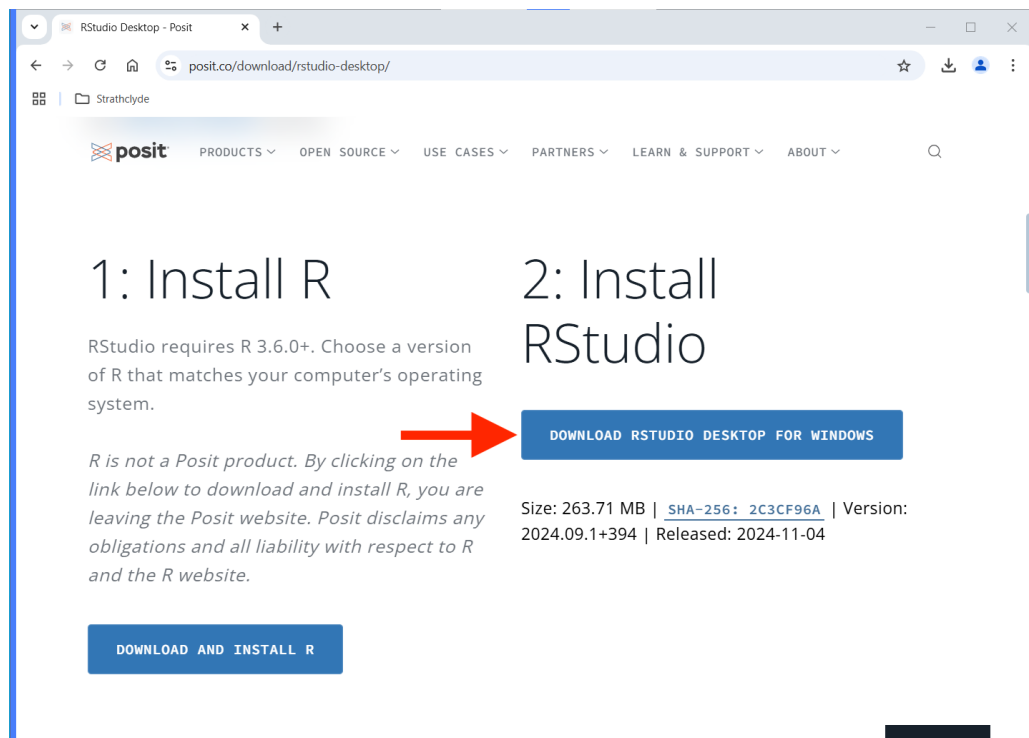 RStudio Desktop - Posit
posit.co/download/rstudio-desktop/
Strathclyde
posit PRODUCTS OPEN SOURCE USE CASES PARTNERS LEARN & SUPPORT ABOUT
1: Install R
RStudio requires R 3.6.0+. Choose a version
of R that matches your computer’s operating
system.
R is not a Posit product. By clicking on the
link below to download and install R, you are
leaving the Posit website. Posit disclaims any
obligations and all liability with respect to R
and the R website.
DOWNLOAD AND INSTALL R
2: Install
RStudio
DOWNLOAD RSTUDIO DESKTOP FOR WINDOWS
Size: 263.71 MB | SHA-256: 2C3CF96A | Version:
2024.09.1+394 | Released: 2024-11-04